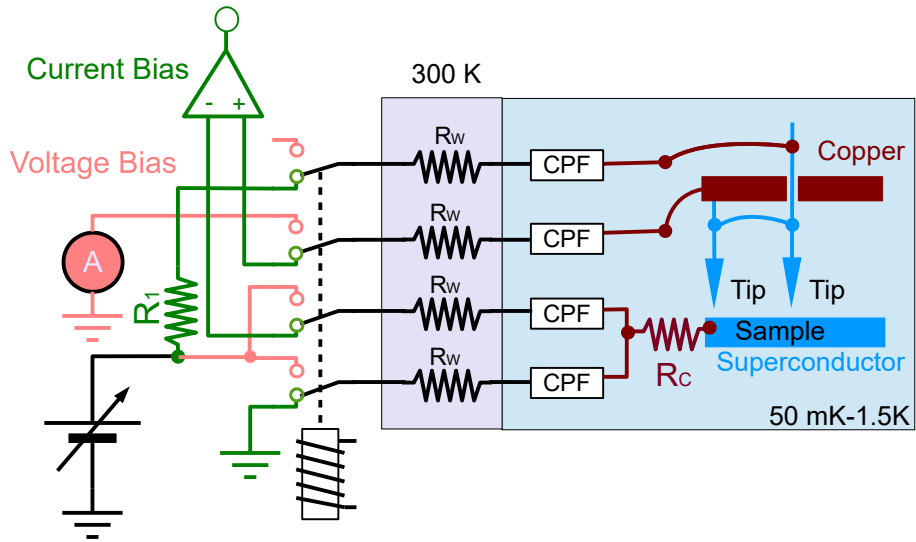 Current Bias
- +
300 K
Voltage Bias
RW
CPF
Copper
RW
CPF
A
R1
RW
CPF
Tip
Tip
Sample
RW
CPF
RC
Superconductor
50 mK-1.5K